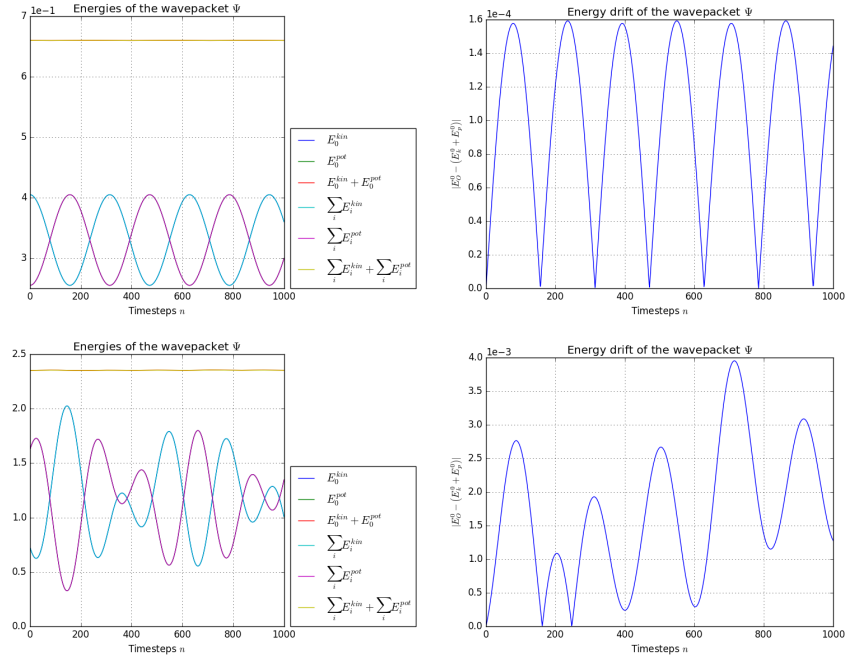 Energies of the wavepacket Ψ
7 1e−1
6
5
4
3
0 200 400 600 800 1000
Timesteps n
E_0^{kin}
E_0^{pot}
E_0^{kin} + E_0^{pot}
∑_i E_i^{kin}
∑_i E_i^{pot}
∑_i E_i^{kin} + ∑_i E_i^{pot}
Energy drift of the wavepacket Ψ
1.6 1e−4
1.4
1.2
1.0
0.8
0.6
0.4
0.2
0.0
|E_O^0 − (E_k^0 + E_p^0)|
0 200 400 600 800 1000
Timesteps n
Energies of the wavepacket Ψ
2.5
2.0
1.5
1.0
0.5
0.0
0 200 400 600 800 1000
Timesteps n
E_0^{kin}
E_0^{pot}
E_0^{kin} + E_0^{pot}
∑_i E_i^{kin}
∑_i E_i^{pot}
∑_i E_i^{kin} + ∑_i E_i^{pot}
Energy drift of the wavepacket Ψ
4.0 1e−3
3.5
3.0
2.5
2.0
1.5
1.0
0.5
0.0
|E_O^0 − (E_k^0 + E_p^0)|
0 200 400 600 800 1000
Timesteps n